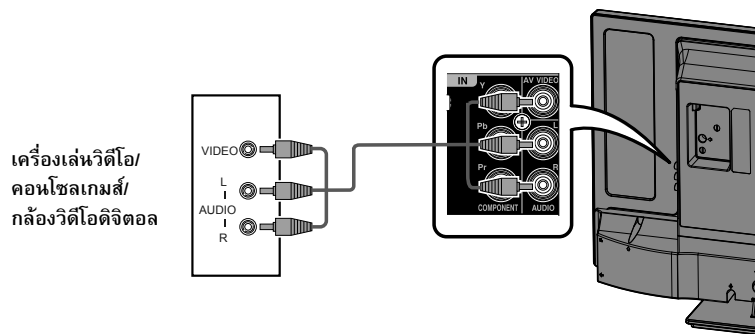 เครื่องเล่นวิดีโอ/
คอนโซลเกมส์/
กล้องวิดีโอดิจิตอล
VIDEO
L
AUDIO
R
IN
Y
AV VIDEO
Pb
L
Pr
R
COMPONENT
AUDIO